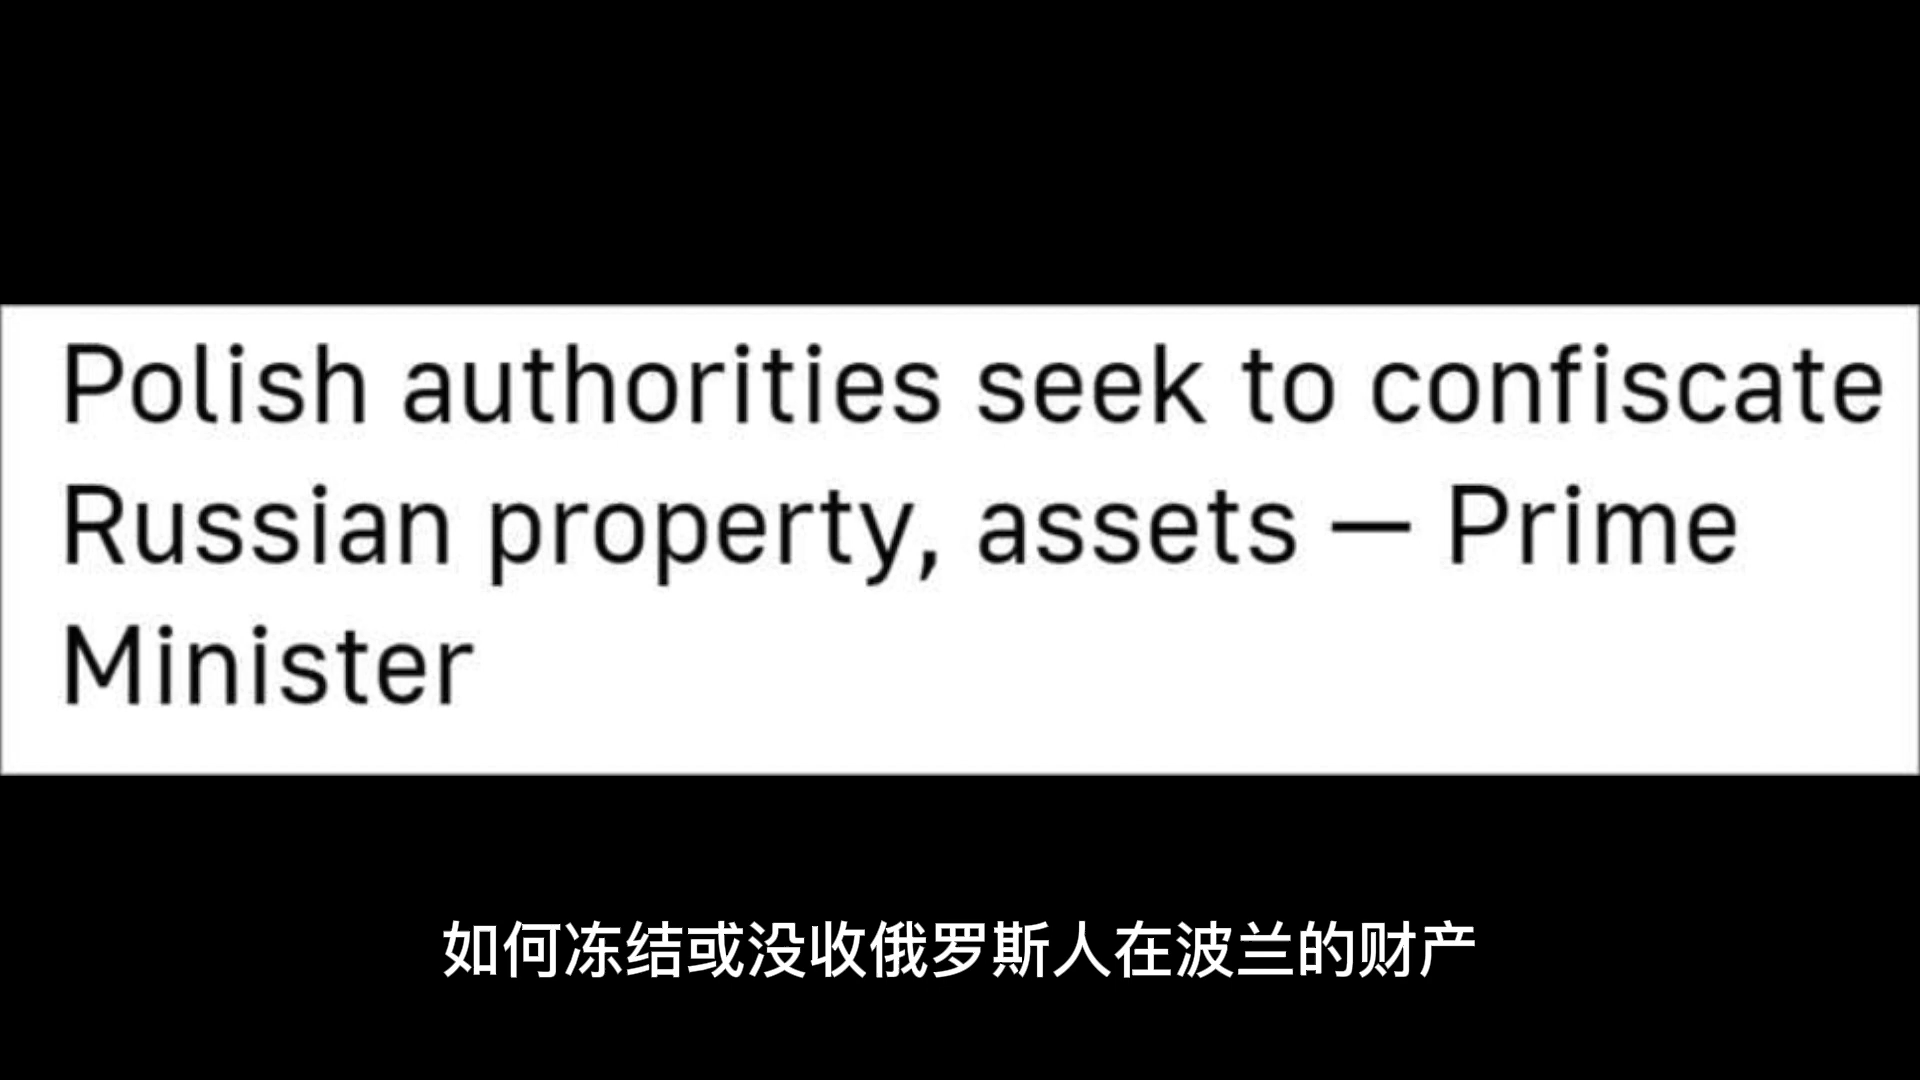 Polish authorities seek to confiscate
Russian property, assets — Prime
Minister
如何冻结或没收俄罗斯人在波兰的财产